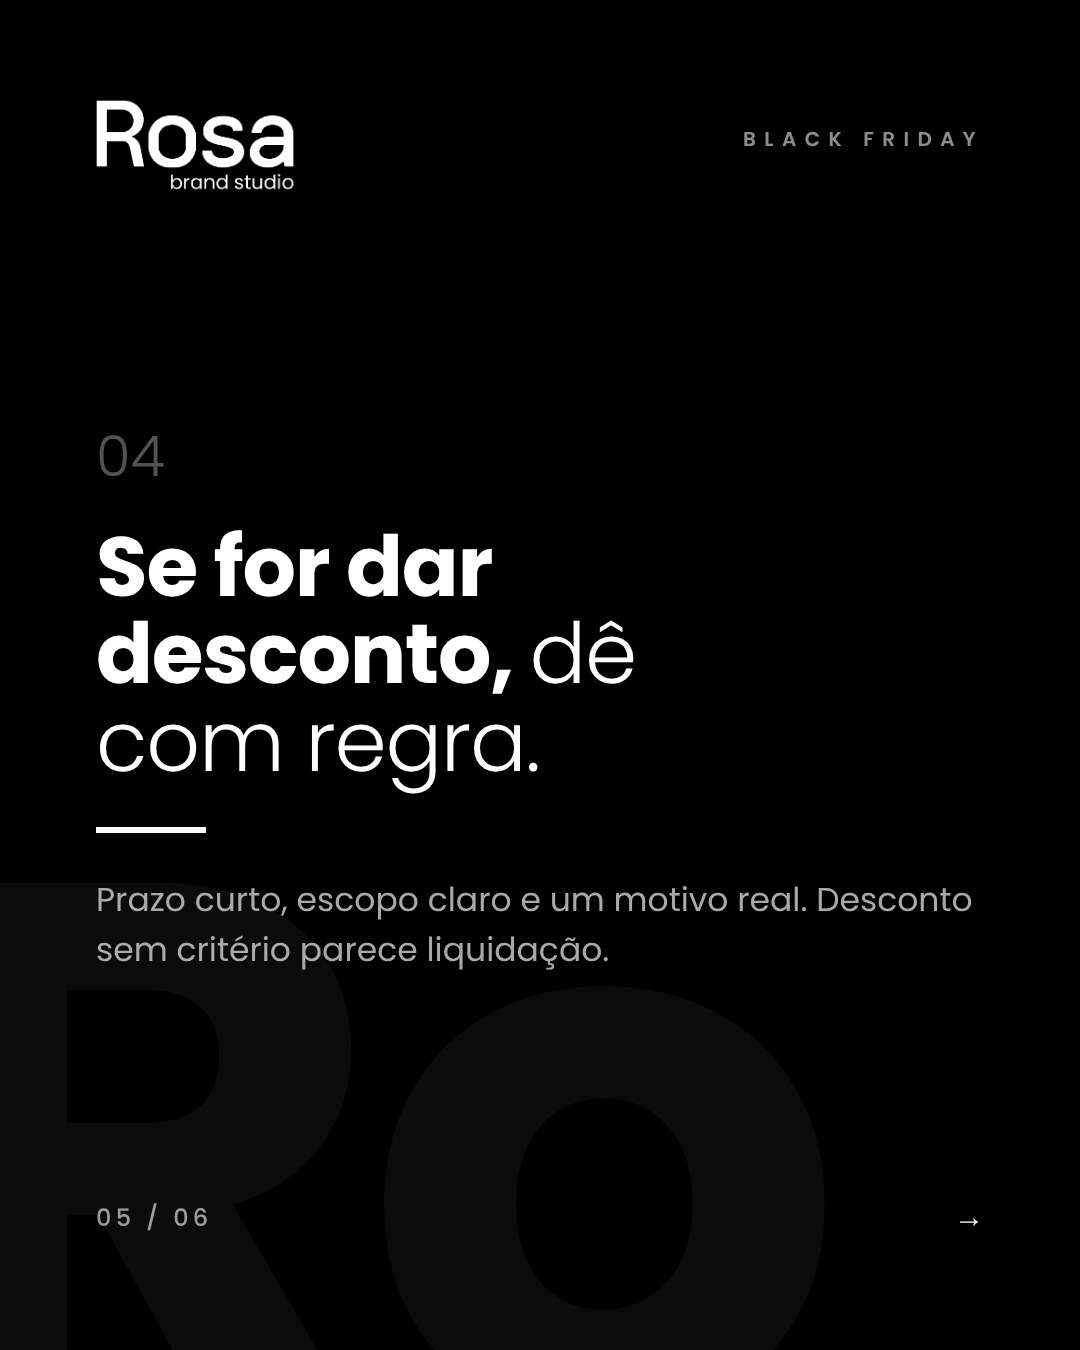 Rosa
brand studio
BLACK FRIDAY
04
Se for dar
desconto, dê
com regra.
Prazo curto, escopo claro e um motivo real. Desconto
sem critério parece liquidação.
Ro
05 / 06
→